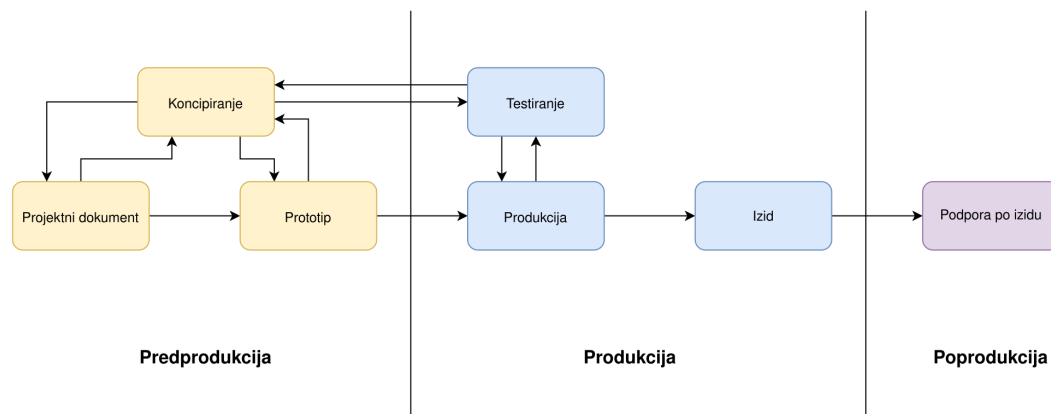 Koncipiranje
Testiranje
Projektni dokument
Prototip
Produkcija
Izid
Podpora po izidu
Predprodukcija
Produkcija
Poprodukcija